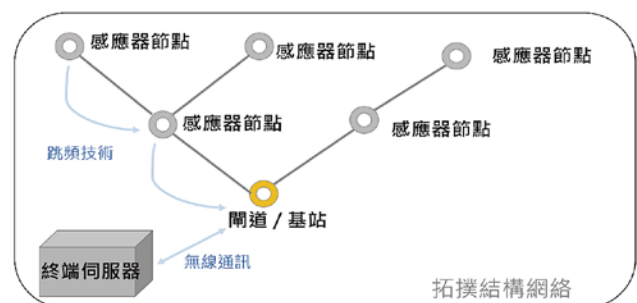 感應器節點
感應器節點
感應器節點
感應器節點
感應器節點
跳頻技術
閘道 / 基站
終端伺服器
無線通訊
拓撲結構網絡